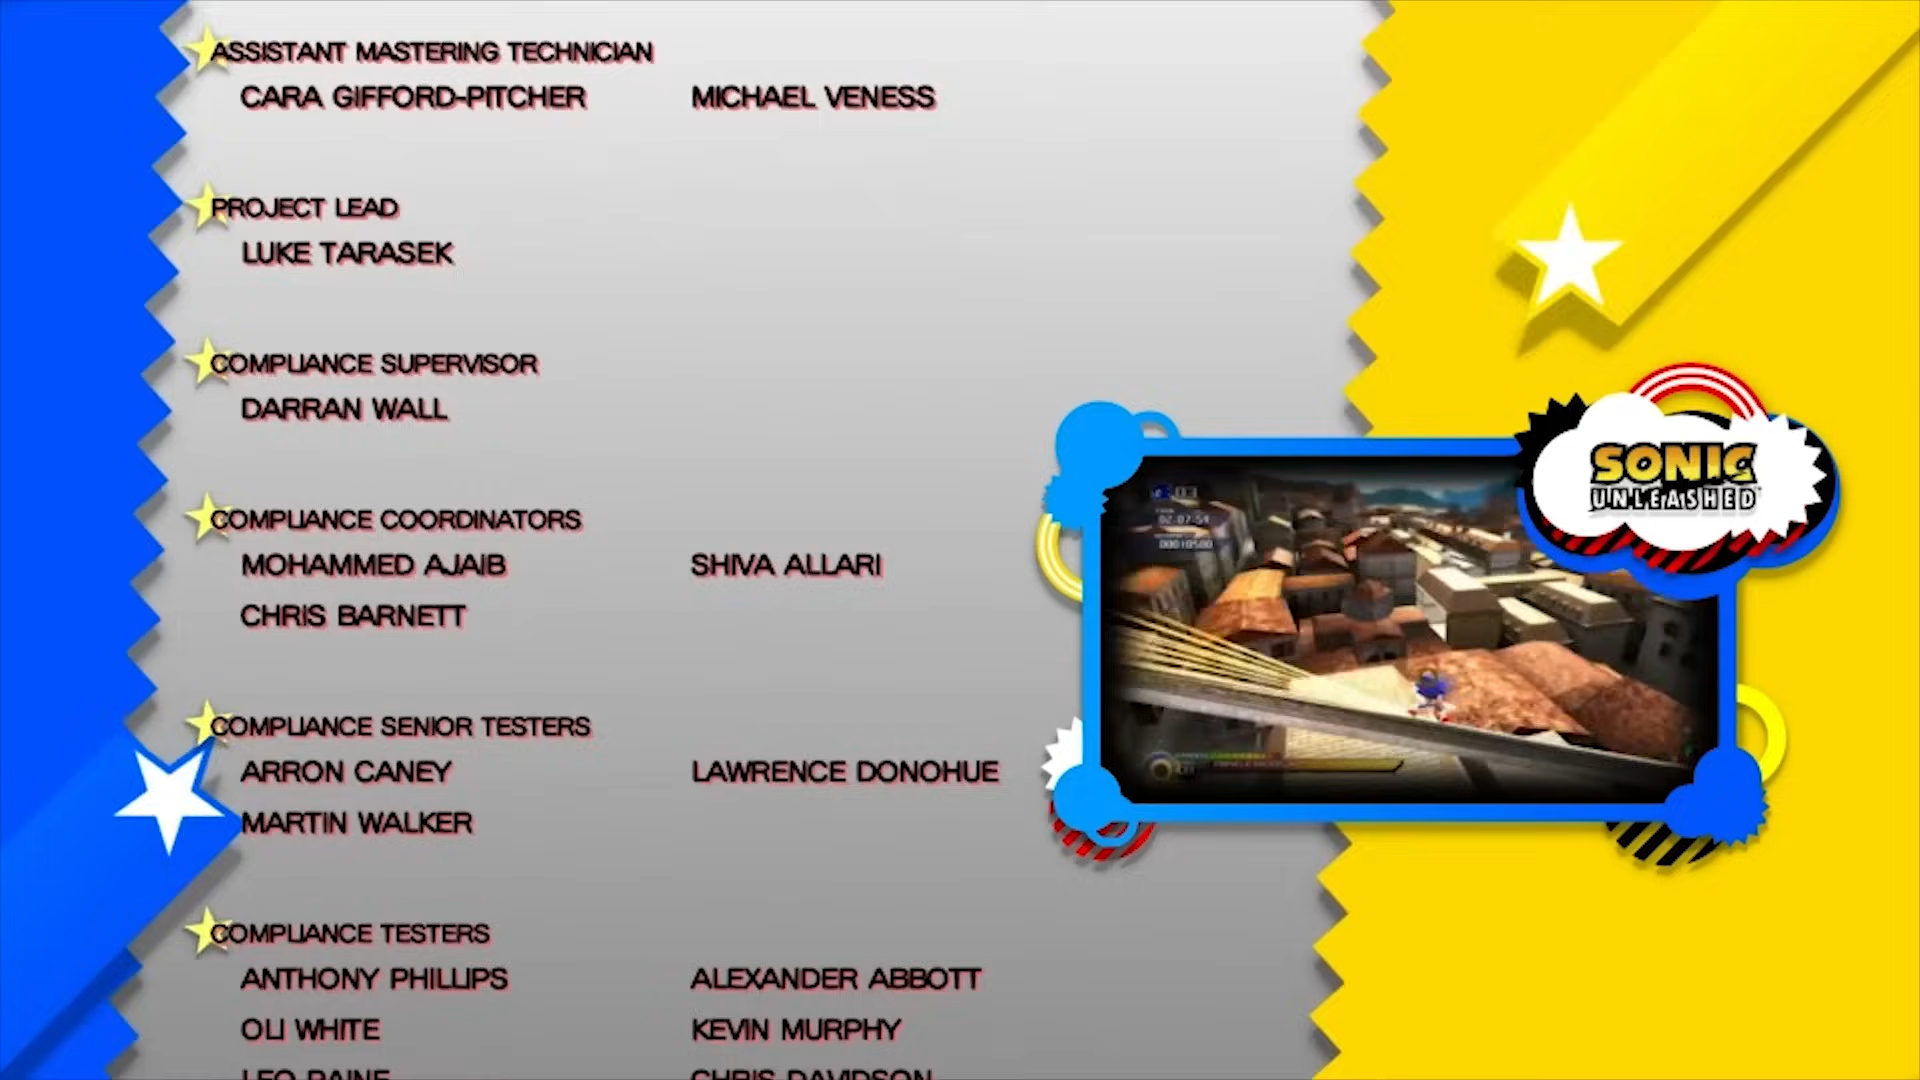 ASSISTANT MASTERING TECHNICIAN
CARA GIFFORD-PITCHER MICHAEL VENESS
PROJECT LEAD
LUKE TARASEK
COMPLIANCE SUPERVISOR
DARRAN WALL
COMPLIANCE COORDINATORS
MOHAMMED AJAIB SHIVA ALLARI
CHRIS BARNETT
COMPLIANCE SENIOR TESTERS
ARRON CANEY LAWRENCE DONOHUE
MARTIN WALKER
COMPLIANCE TESTERS
ANTHONY PHILLIPS ALEXANDER ABBOTT
OLI WHITE KEVIN MURPHY
CHRIS DAVIDSON
SONIC
UNLEASHED